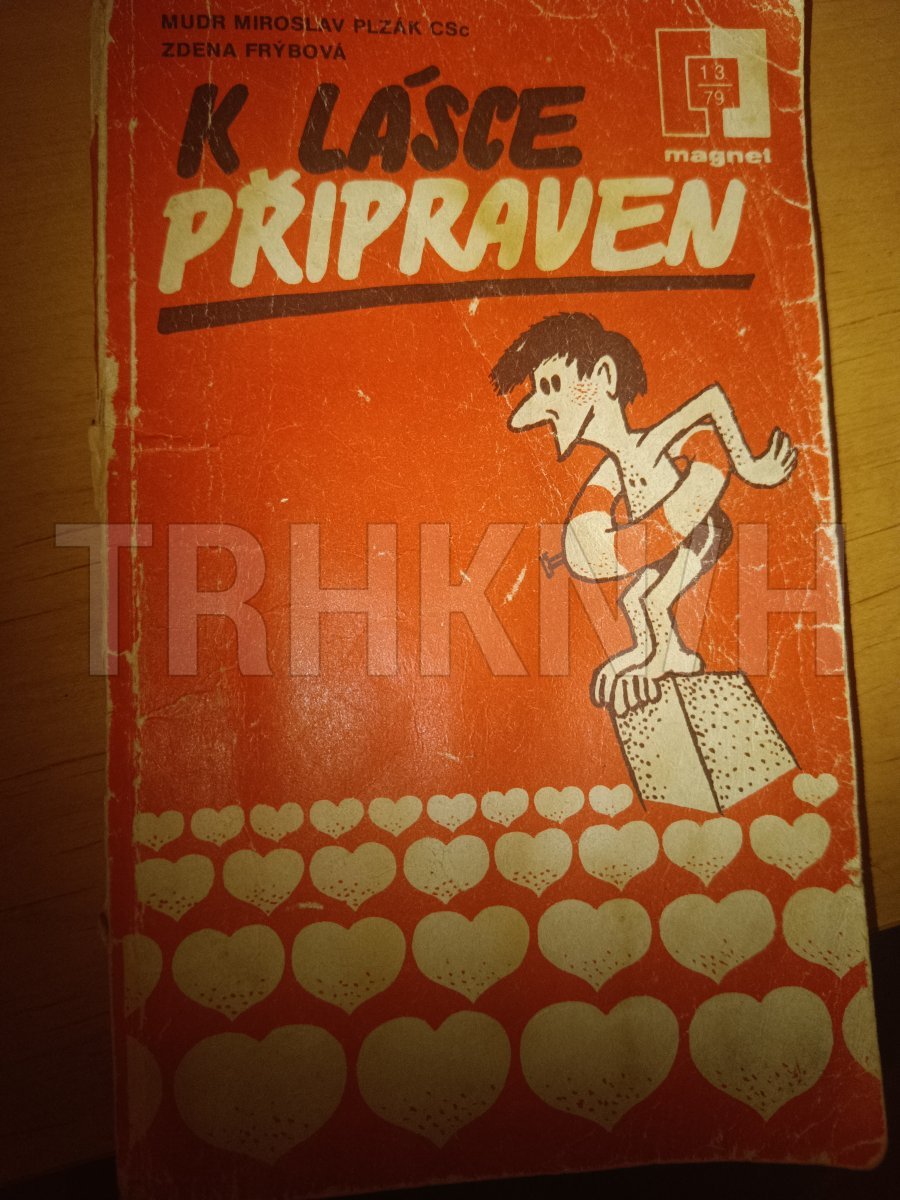 MUDR MIROSLAV PLZÁK CSc
ZDENA FRÝBOVÁ
K LÁSCE
PŘIPRAVEN
13
79
magnet
TRHKNIH